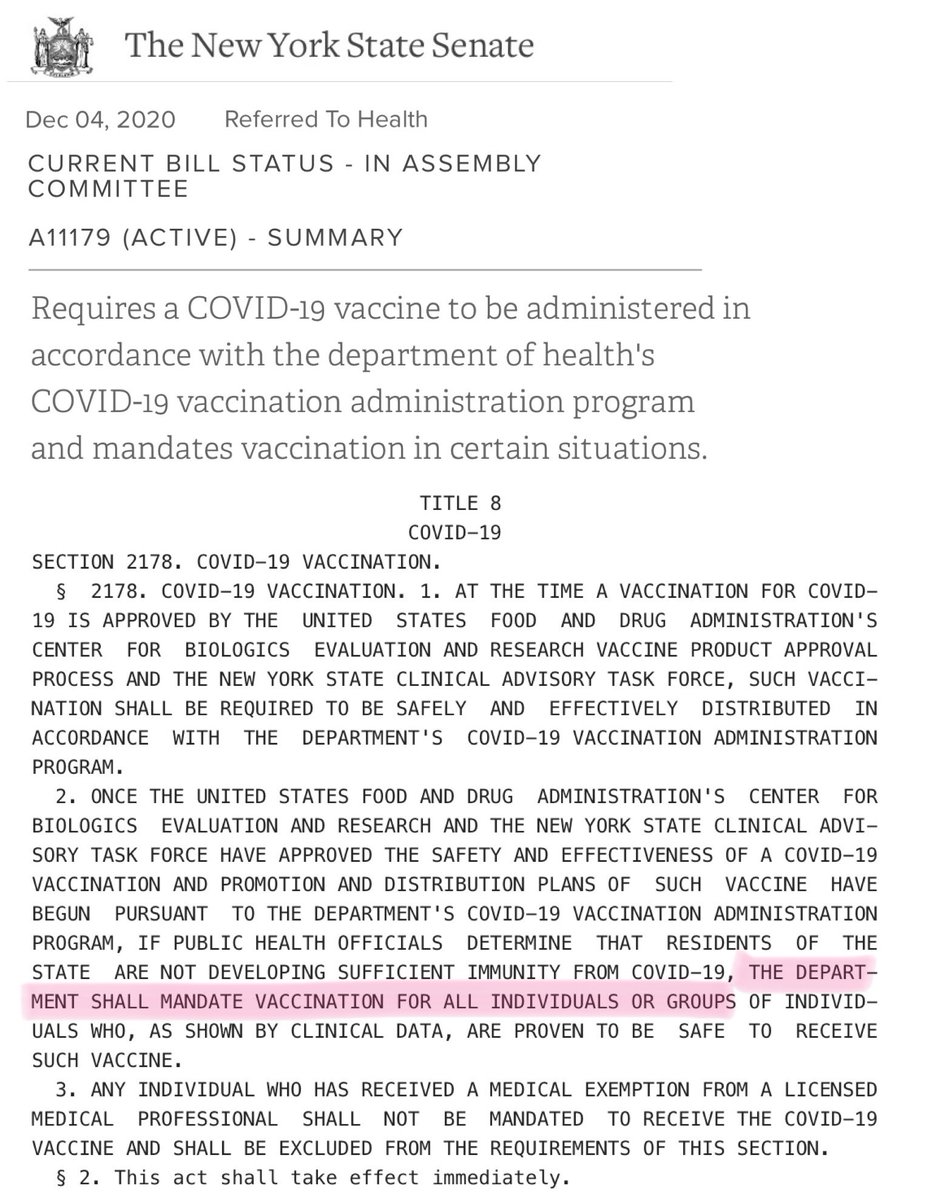 The New York State Senate
Dec 04, 2020 Referred To Health
CURRENT BILL STATUS - IN ASSEMBLY
COMMITTEE
A11179 (ACTIVE) - SUMMARY
Requires a COVID-19 vaccine to be administered in
accordance with the department of health's
COVID-19 vaccination administration program
and mandates vaccination in certain situations.
TITLE 8
COVID-19
SECTION 2178. COVID-19 VACCINATION.
§ 2178. COVID-19 VACCINATION. 1. AT THE TIME A VACCINATION FOR COVID-
19 IS APPROVED BY THE UNITED STATES FOOD AND DRUG ADMINISTRATION'S
CENTER FOR BIOLOGICS EVALUATION AND RESEARCH VACCINE PRODUCT APPROVAL
PROCESS AND THE NEW YORK STATE CLINICAL ADVISORY TASK FORCE, SUCH VACCI-
NATION SHALL BE REQUIRED TO BE SAFELY AND EFFECTIVELY DISTRIBUTED IN
ACCORDANCE WITH THE DEPARTMENT'S COVID-19 VACCINATION ADMINISTRATION
PROGRAM.
2. ONCE THE UNITED STATES FOOD AND DRUG ADMINISTRATION'S CENTER FOR
BIOLOGICS EVALUATION AND RESEARCH AND THE NEW YORK STATE CLINICAL ADVI-
SORY TASK FORCE HAVE APPROVED THE SAFETY AND EFFECTIVENESS OF A COVID-19
VACCINATION AND PROMOTION AND DISTRIBUTION PLANS OF SUCH VACCINE HAVE
BEGUN PURSUANT TO THE DEPARTMENT'S COVID-19 VACCINATION ADMINISTRATION
PROGRAM, IF PUBLIC HEALTH OFFICIALS DETERMINE THAT RESIDENTS OF THE
STATE ARE NOT DEVELOPING SUFFICIENT IMMUNITY FROM COVID-19, THE DEPART-
MENT SHALL MANDATE VACCINATION FOR ALL INDIVIDUALS OR GROUPS OF INDIVID-
UALS WHO, AS SHOWN BY CLINICAL DATA, ARE PROVEN TO BE SAFE TO RECEIVE
SUCH VACCINE.
3. ANY INDIVIDUAL WHO HAS RECEIVED A MEDICAL EXEMPTION FROM A LICENSED
MEDICAL PROFESSIONAL SHALL NOT BE MANDATED TO RECEIVE THE COVID-19
VACCINE AND SHALL BE EXCLUDED FROM THE REQUIREMENTS OF THIS SECTION.
§ 2. This act shall take effect immediately.